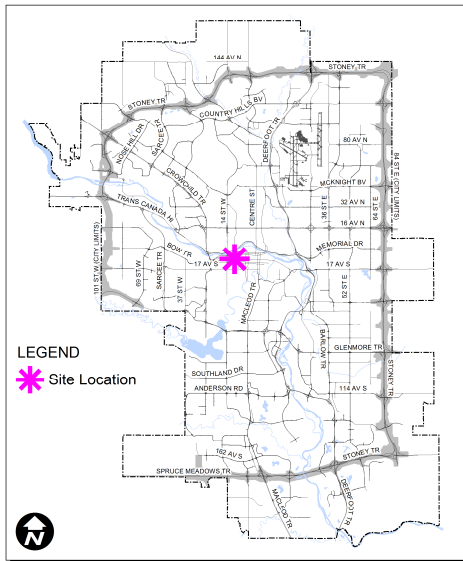 144 AV N
STONEY TR
STONEY TR
COUNTRY HILLS BV
DEERFOOT TR
NOSE HILL DR
SARCEE TR
80 AV N
84 ST E (CITY LIMITS)
CROWCHILD TR
MCKNIGHT BV
TRANS CANADA HI
14 ST W
CENTRE ST
36 ST E
32 AV N
64 ST E
16 AV N
101 ST W (CITY LIMITS)
BOW TR
MEMORIAL DR
17 AV S
17 AV S
69 ST W
SARCEE TR
37 ST W
MACLEOD TR
52 ST E
BARLOW TR
GLENMORE TR
LEGEND
Site Location
SOUTHLAND DR
ANDERSON RD
114 AV S
STONEY TR
162 AV S
STONEY TR
SPRUCE MEADOWS TR
MACLEOD TR
DEERFOOT TR
N